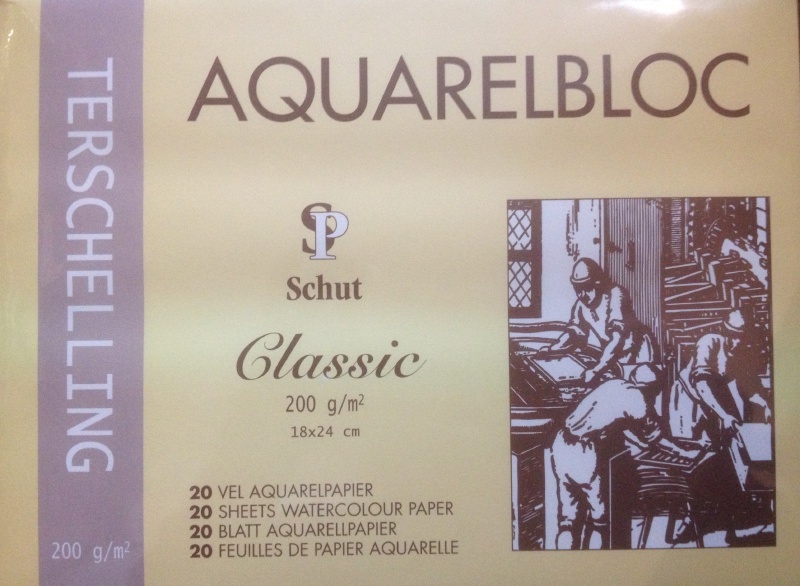 TERSCHELLING
200 g/m²
AQUARELBLOC
SP
Schut
Classic
200 g/m²
18x24 cm
20 VEL AQUARELPAPIER
20 SHEETS WATERCOLOUR PAPER
20 BLATT AQUARELLPAPIER
20 FEUILLES DE PAPIER AQUARELLE